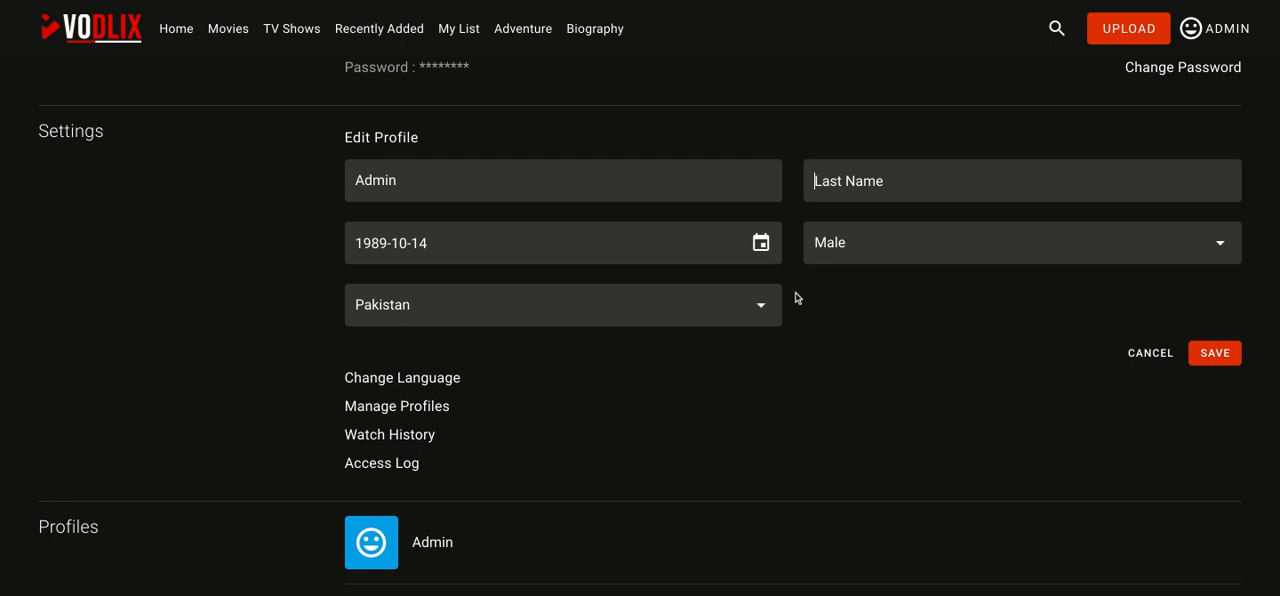 VODLIX Home Movies TV Shows Recently Added My List Adventure Biography UPLOAD ADMIN
Password : ******** Change Password
Settings
Edit Profile
Admin Last Name
1989-10-14 Male
Pakistan
CANCEL SAVE
Change Language
Manage Profiles
Watch History
Access Log
Profiles
Admin